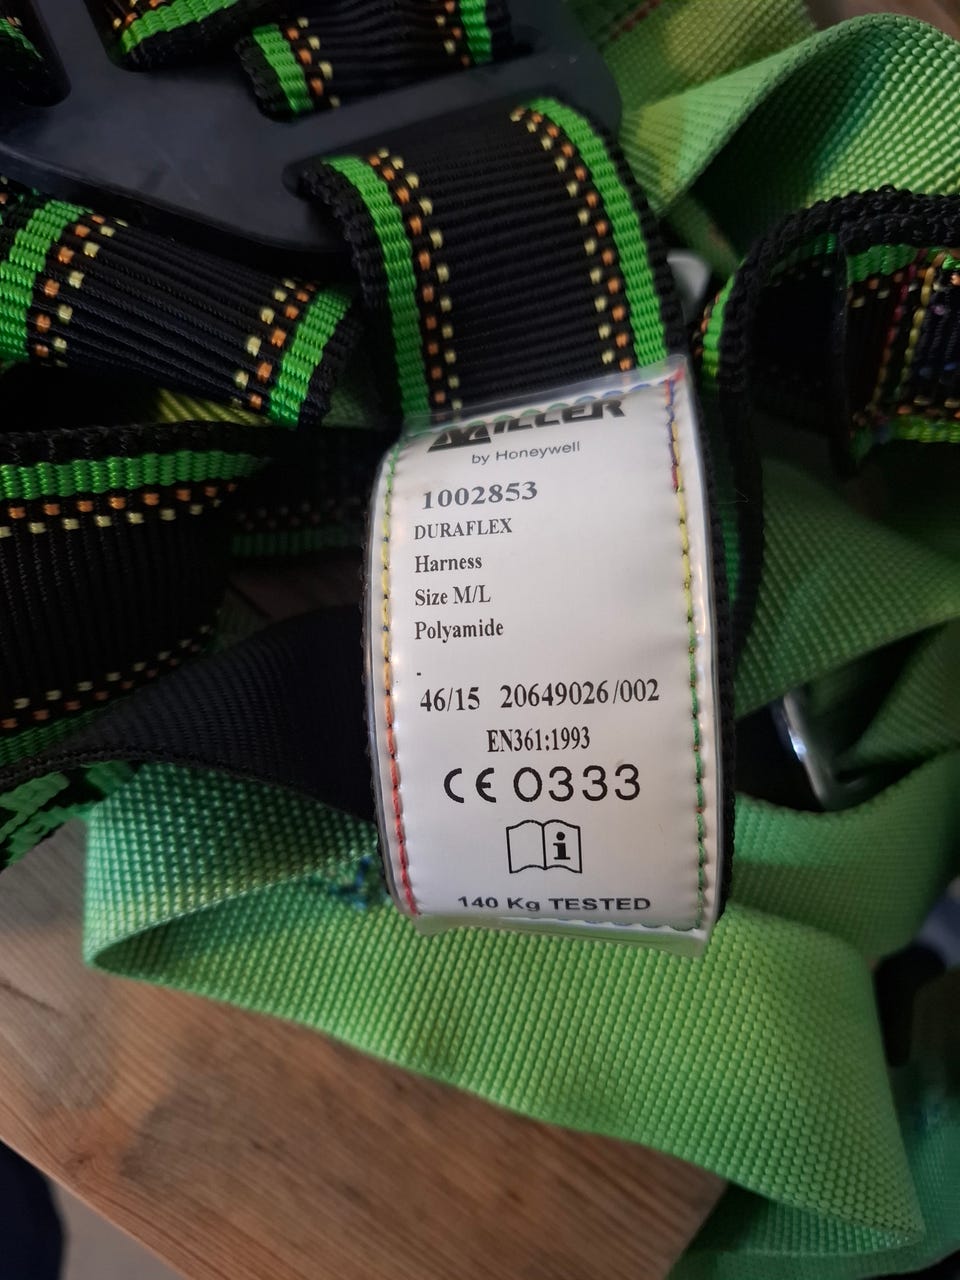 MILLER
by Honeywell
1002853
DURAFLEX
Harness
Size M/L
Polyamide
-
46/15 20649026/002
EN361:1993
CE 0333
i
140 Kg TESTED